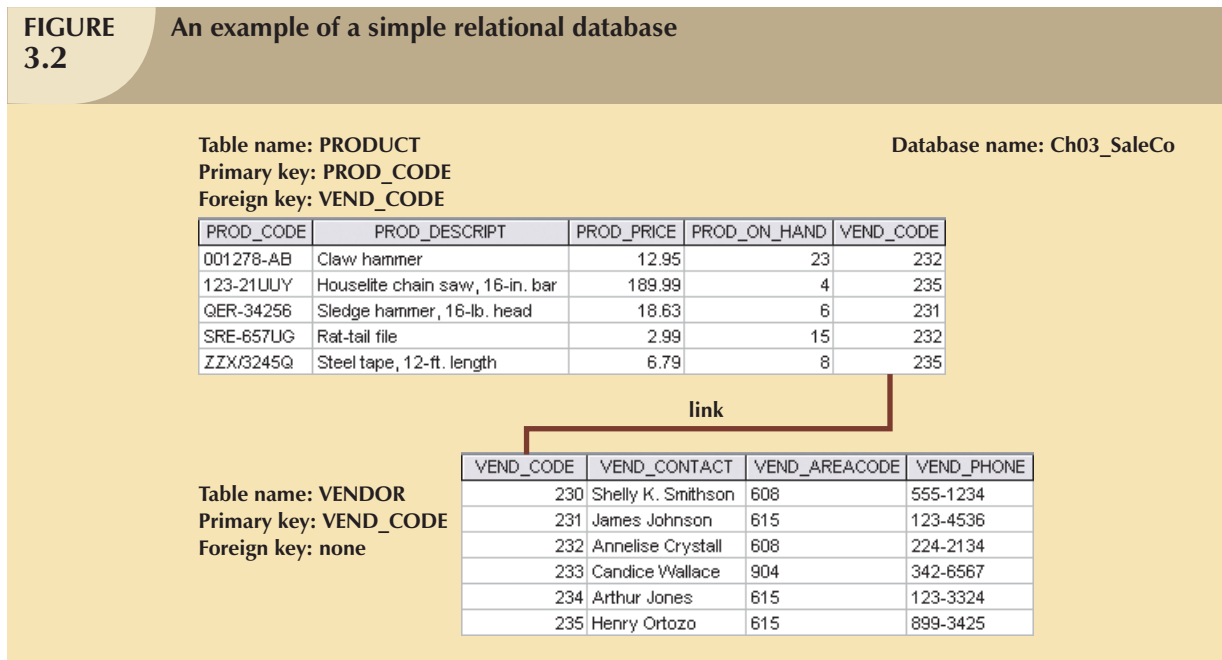 FIGURE 3.2
An example of a simple relational database
Table name: PRODUCT
Database name: Ch03_SaleCo
Primary key: PROD_CODE
Foreign key: VEND_CODE
PROD_CODE PROD_DESCRIPT PROD_PRICE PROD_ON_HAND VEND_CODE
001278-AB Claw hammer 12.95 23 232
123-21UUY Houselite chain saw, 16-in. bar 189.99 4 235
QER-34256 Sledge hammer, 16-lb. head 18.63 6 231
SRE-657UG Rat-tail file 2.99 15 232
ZZX/3245Q Steel tape, 12-ft. length 6.79 8 235
link
Table name: VENDOR
Primary key: VEND_CODE
Foreign key: none
VEND_CODE VEND_CONTACT VEND_AREACODE VEND_PHONE
230 Shelly K. Smithson 608 555-1234
231 James Johnson 615 123-4536
232 Annelise Crystall 608 224-2134
233 Candice Wallace 904 342-6567
234 Arthur Jones 615 123-3324
235 Henry Ortozo 615 899-3425